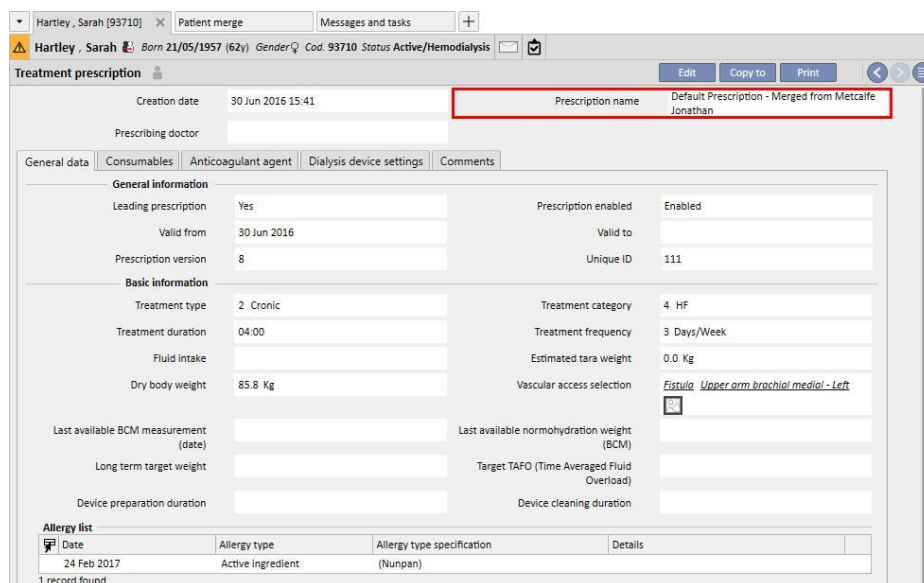 Hartley , Sarah [93710] Patient merge Messages and tasks
Hartley , Sarah Born 21/05/1957 (62y) Gender Cod. 93710 Status Active/Hemodialysis
Treatment prescription Edit Copy to Print
Creation date 30 Jun 2016 15:41 Prescription name Default Prescription - Merged from Metcalfe
Jonathan
Prescribing doctor
General data Consumables Anticoagulant agent Dialysis device settings Comments
General information
Leading prescription Yes Prescription enabled Enabled
Valid from 30 Jun 2016 Valid to
Prescription version 8 Unique ID 111
Basic information
Treatment type 2 Cronic Treatment category 4 HF
Treatment duration 04:00 Treatment frequency 3 Days/Week
Fluid intake Estimated tara weight 0.0 Kg
Dry body weight 85.8 Kg Vascular access selection Fistula Upper arm brachial medial - Left
Last available BCM measurement Last available normohydration weight
(date) (BCM)
Long term target weight Target TAFO (Time Averaged Fluid
Overload)
Device preparation duration Device cleaning duration
Allergy list
Date Allergy type Allergy type specification Details
24 Feb 2017 Active ingredient (Nunpan)
1 record found